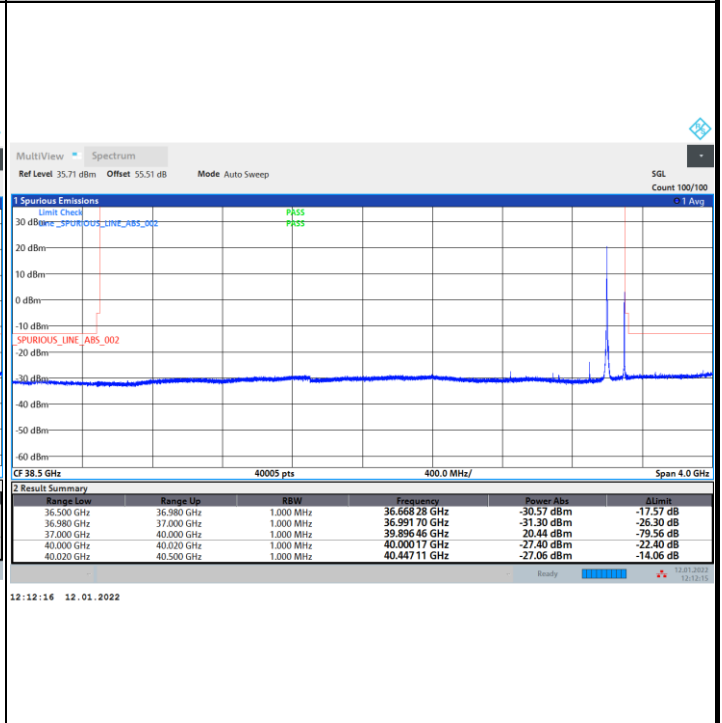 MultiView Spectrum
Ref Level 35.71 dBm Offset 55.51 dB Mode Auto Sweep SGL
Count 100/100
1 Spurious Emissions 1 Avg
Limit Check PASS
Line _SPURIOUS_LINE_ABS_002 PASS
30 dBm
20 dBm
10 dBm
0 dBm
-10 dBm
_SPURIOUS_LINE_ABS_002
-20 dBm
-30 dBm
-40 dBm
-50 dBm
-60 dBm
CF 38.5 GHz 40005 pts 400.0 MHz/ Span 4.0 GHz
2 Result Summary
Range Low Range Up RBW Frequency Power Abs ΔLimit
36.500 GHz 36.980 GHz 1.000 MHz 36.668 28 GHz -30.57 dBm -17.57 dB
36.980 GHz 37.000 GHz 1.000 MHz 36.991 70 GHz -31.30 dBm -26.30 dB
37.000 GHz 40.000 GHz 1.000 MHz 39.896 46 GHz 20.44 dBm -79.56 dB
40.000 GHz 40.020 GHz 1.000 MHz 40.000 17 GHz -27.40 dBm -22.40 dB
40.020 GHz 40.500 GHz 1.000 MHz 40.447 11 GHz -27.06 dBm -14.06 dB
Ready 12.01.2022
12:12:15
12:12:16 12.01.2022